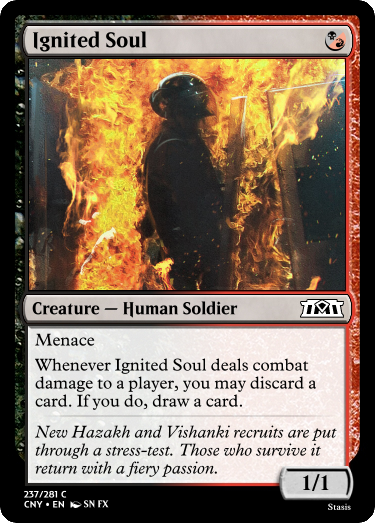 Ignited Soul
Creature — Human Soldier
Menace
Whenever Ignited Soul deals combat
damage to a player, you may discard a
card. If you do, draw a card.
New Hazakh and Vishanki recruits are put
through a stress-test. Those who survive it
return with a fiery passion.
1/1
237/281 C
CNY • EN SN FX
Stasis